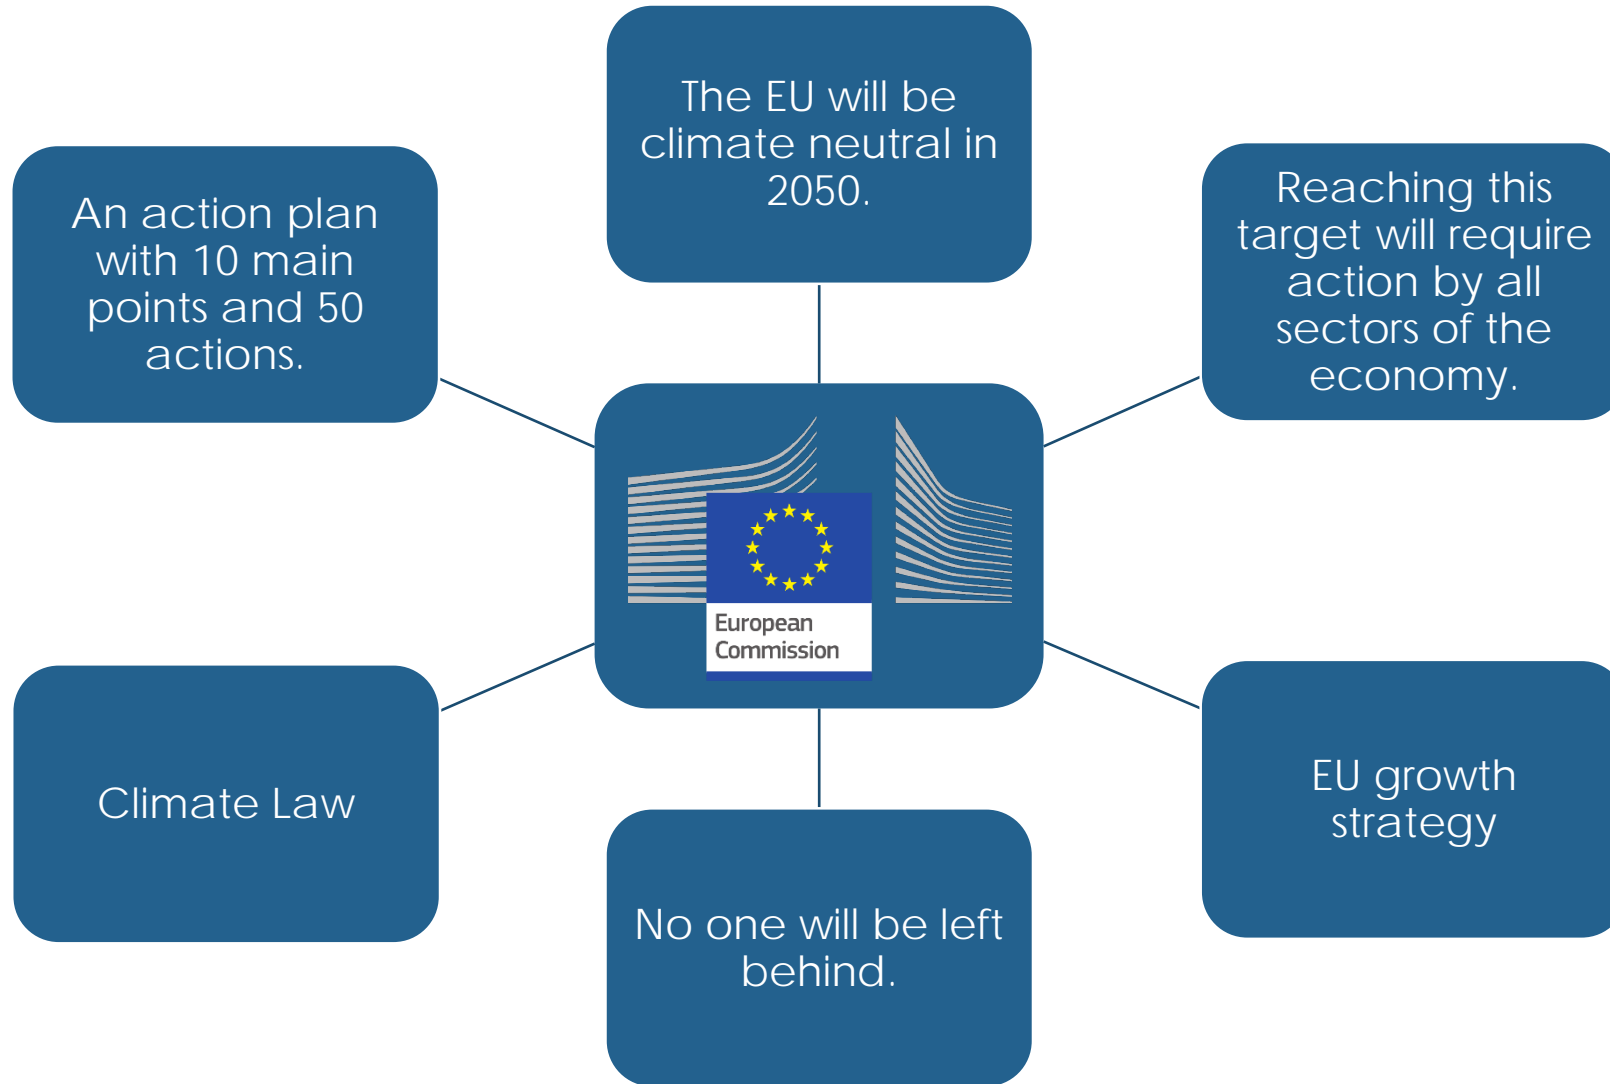 The EU will be
climate neutral in
2050.
An action plan
with 10 main
points and 50
actions.
Reaching this
target will require
action by all
sectors of the
economy.
European
Commission
Climate Law
EU growth
strategy
No one will be left
behind.